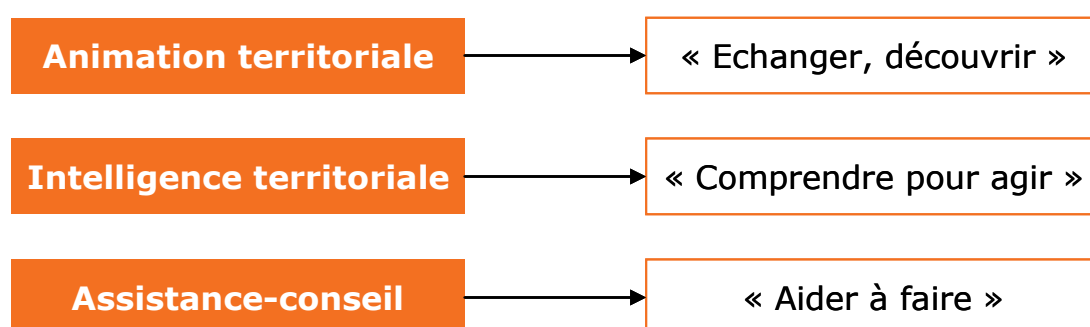 Animation territoriale
« Echanger, découvrir »
Intelligence territoriale
« Comprendre pour agir »
Assistance-conseil
« Aider à faire »